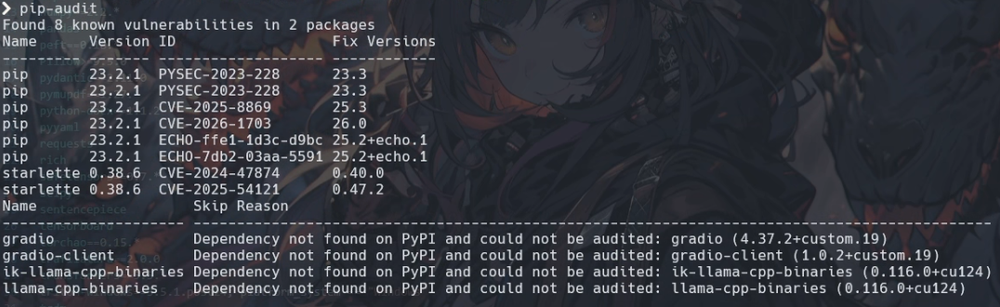 ❯ pip-audit
Found 8 known vulnerabilities in 2 packages
Name      Version ID                  Fix Versions
--------- ------- ------------------- ------------
pip       23.2.1  PYSEC-2023-228      23.3
pip       23.2.1  PYSEC-2023-228      23.3
pip       23.2.1  CVE-2025-8869       25.3
pip       23.2.1  CVE-2026-1703       26.0
pip       23.2.1  ECHO-ffe1-1d3c-d9bc 25.2+echo.1
pip       23.2.1  ECHO-7db2-03aa-5591 25.2+echo.1
starlette 0.38.6  CVE-2024-47874      0.40.0
starlette 0.38.6  CVE-2025-54121      0.47.2
Name                  Skip Reason
--------------------- --------------------------------------------------------------------------------------------
gradio                Dependency not found on PyPI and could not be audited: gradio (4.37.2+custom.19)
gradio-client         Dependency not found on PyPI and could not be audited: gradio-client (1.0.2+custom.19)
ik-llama-cpp-binaries Dependency not found on PyPI and could not be audited: ik-llama-cpp-binaries (0.116.0+cu124)
llama-cpp-binaries    Dependency not found on PyPI and could not be audited: llama-cpp-binaries (0.116.0+cu124)